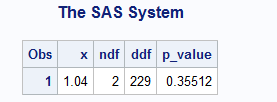 The SAS System
Obs x ndf ddf p_value
1 1.04 2 229 0.35512